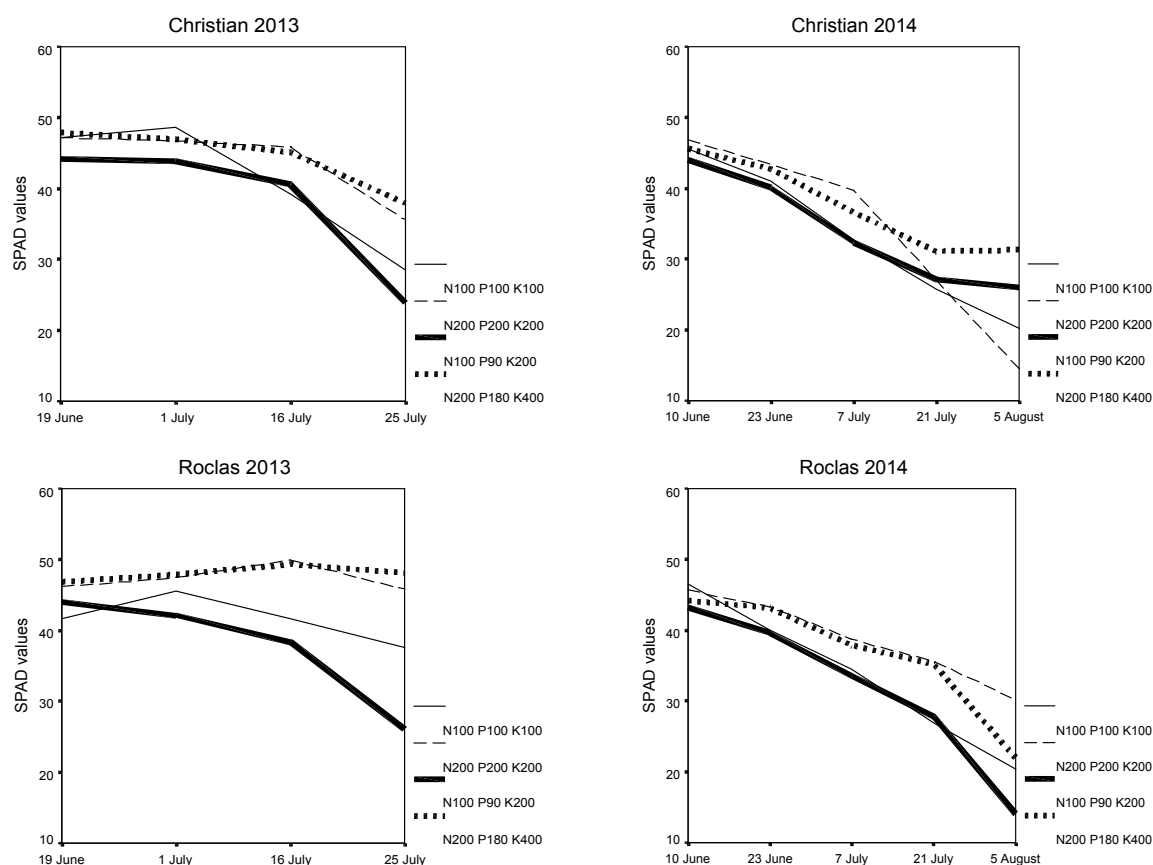 Christian 2013
60
50
40
30
20
10
SPAD values
19 June
1 July
16 July
25 July
N100 P100 K100
N200 P200 K200
N100 P90 K200
N200 P180 K400
Christian 2014
60
50
40
30
20
10
SPAD values
10 June
23 June
7 July
21 July
5 August
N100 P100 K100
N200 P200 K200
N100 P90 K200
N200 P180 K400
Roclas 2013
60
50
40
30
20
10
SPAD values
19 June
1 July
16 July
25 July
N100 P100 K100
N200 P200 K200
N100 P90 K200
N200 P180 K400
Roclas 2014
60
50
40
30
20
10
SPAD values
10 June
23 June
7 July
21 July
5 August
N100 P100 K100
N200 P200 K200
N100 P90 K200
N200 P180 K400